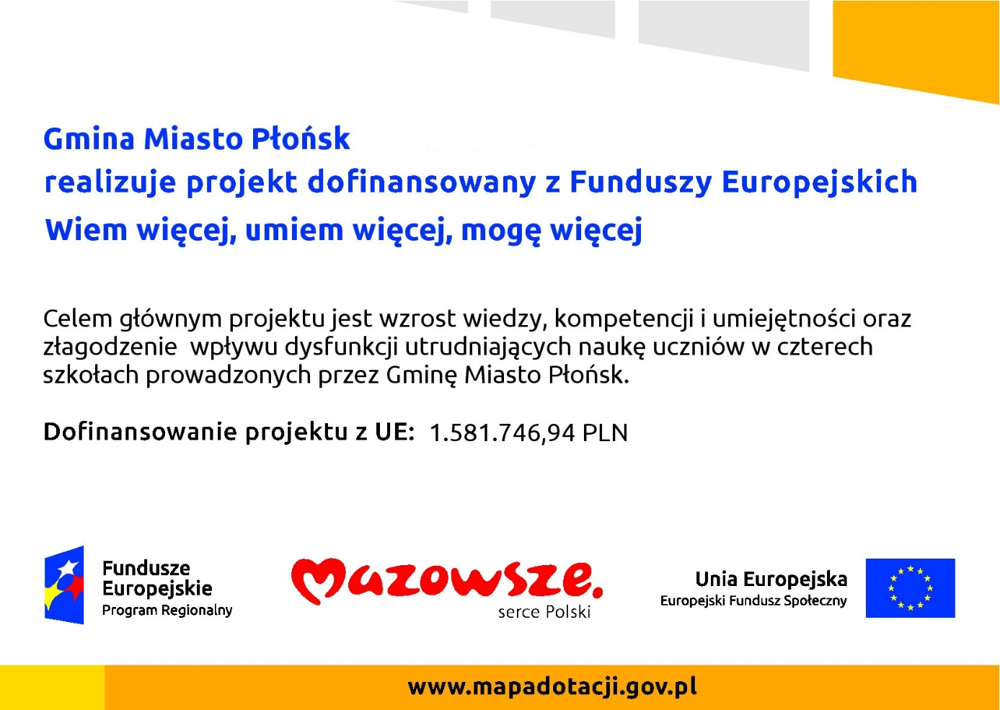 Gmina Miasto Płońsk
realizuje projekt dofinansowany z Funduszy Europejskich
Wiem więcej, umiem więcej, mogę więcej
Celem głównym projektu jest wzrost wiedzy, kompetencji i umiejętności oraz
złagodzenie wpływu dysfunkcji utrudniających naukę uczniów w czterech
szkołach prowadzonych przez Gminę Miasto Płońsk.
Dofinansowanie projektu z UE: 1.581.746,94 PLN
Fundusze
Europejskie
Program Regionalny
mazowsze.
serce Polski
Unia Europejska
Europejski Fundusz Społeczny
www.mapadotacji.gov.pl